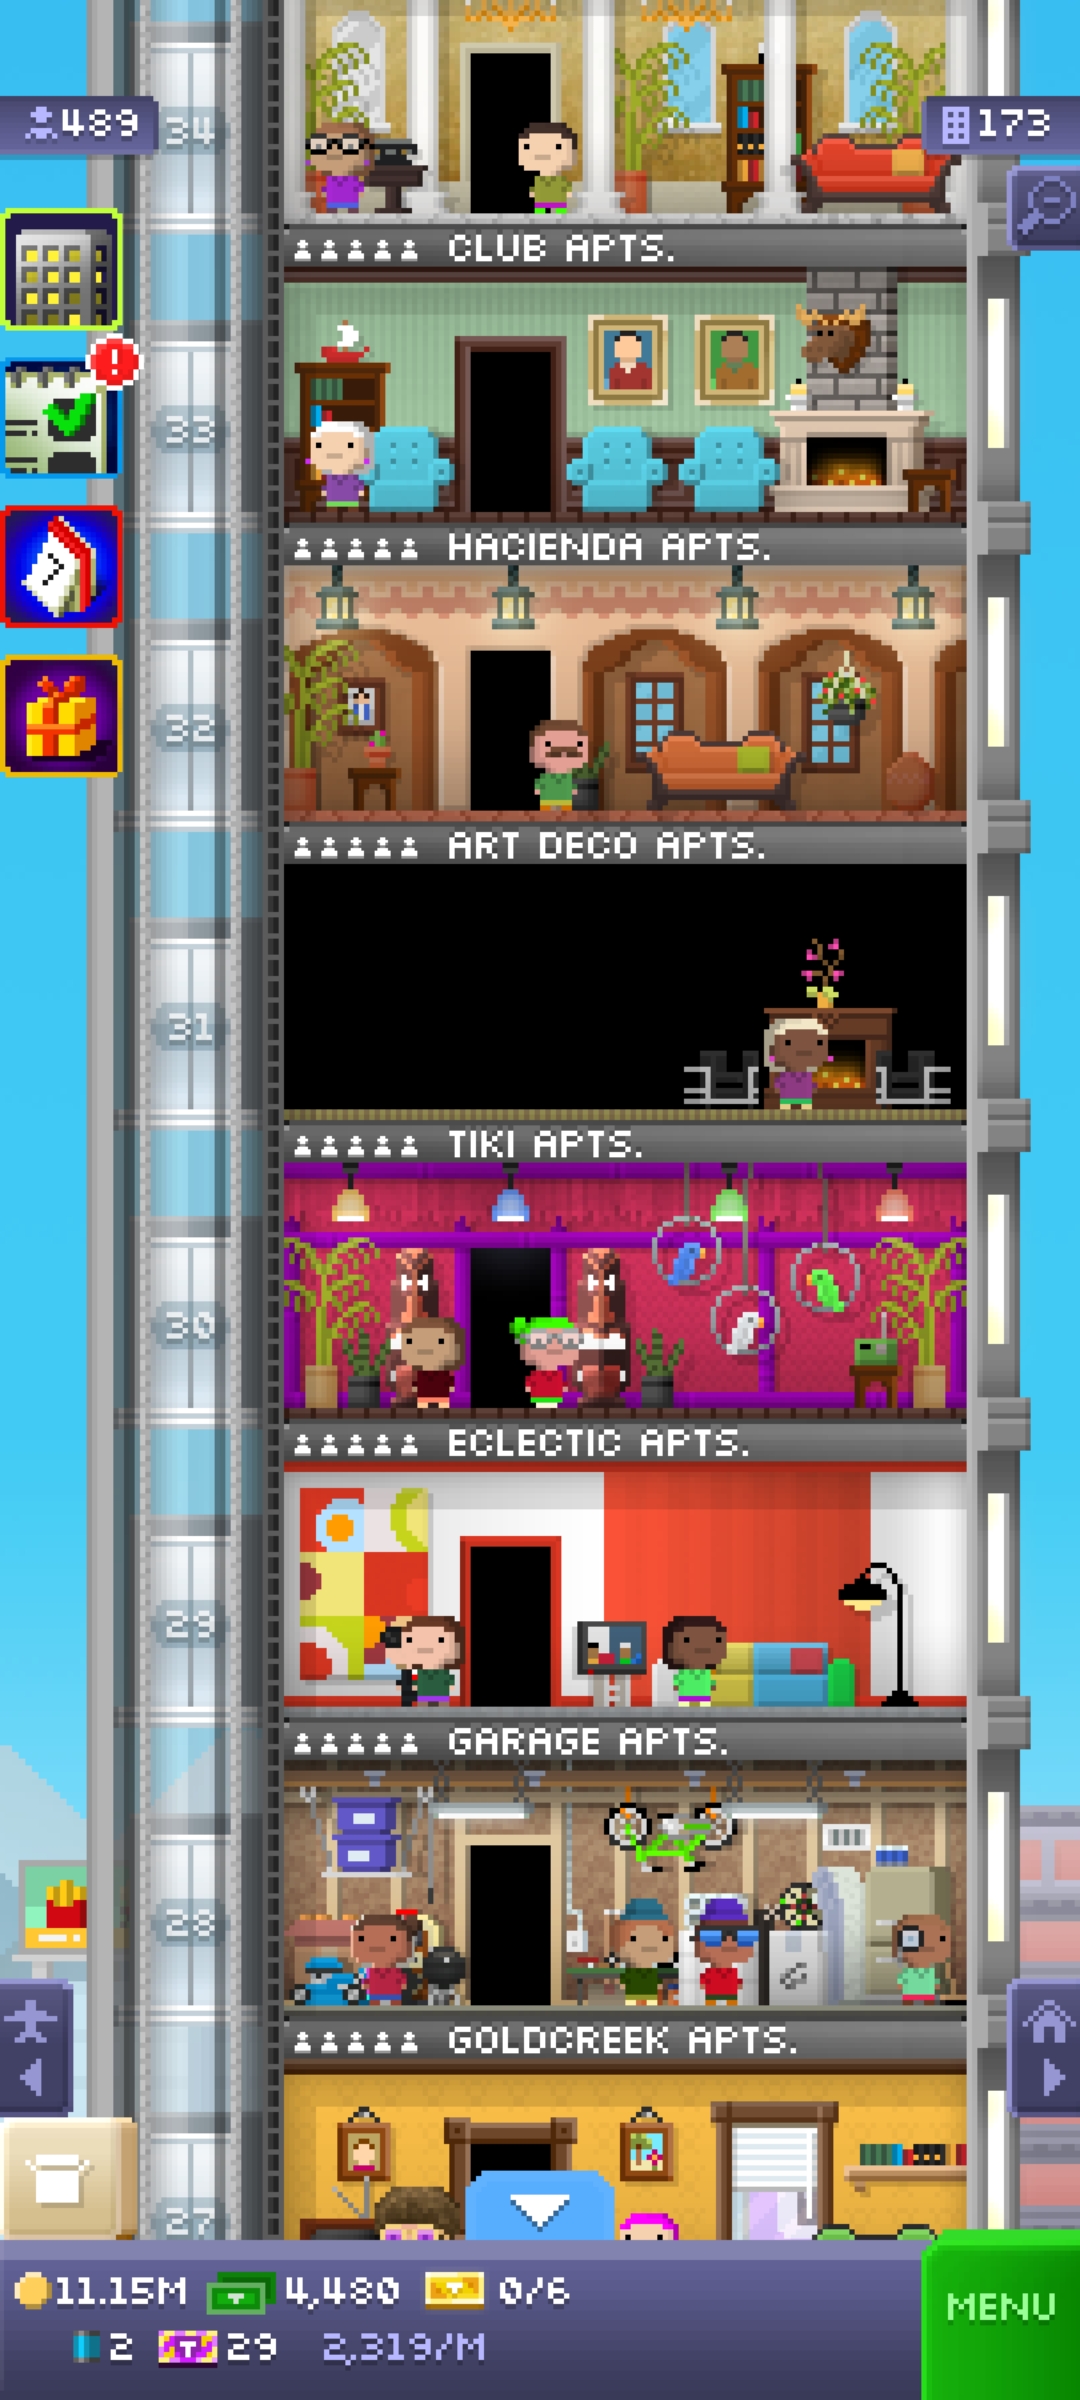 489
34
173
CLUB APTS.
33
HACIENDA APTS.
32
ART DECO APTS.
31
TIKI APTS.
30
ECLECTIC APTS.
29
GARAGE APTS.
28
GOLDCREEK APTS.
27
11.15M 4,480 0/6
2 29 2,319/M
MENU